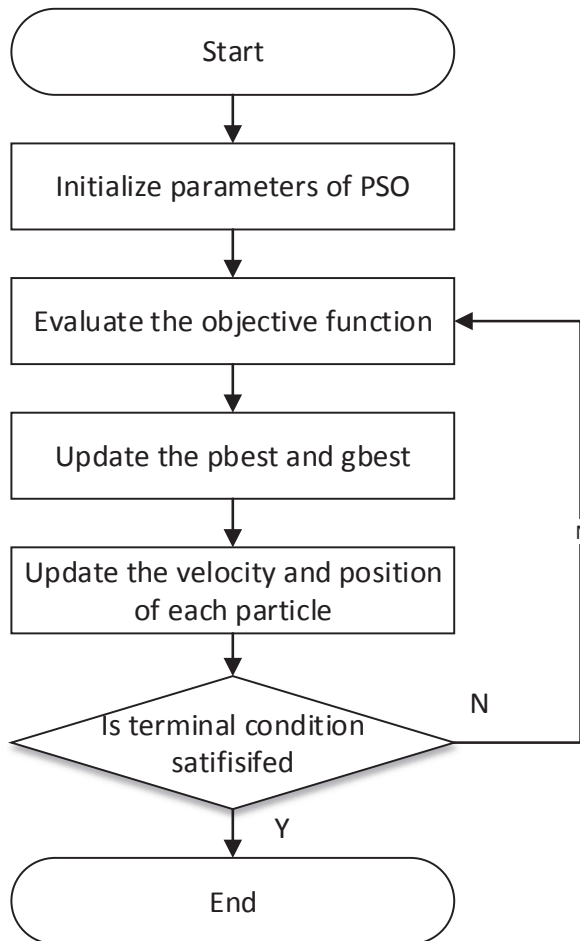 Start
Initialize parameters of PSO
Evaluate the objective function
Update the pbest and gbest
Update the velocity and position
of each particle
Is terminal condition
satifisifed
N
Y
End